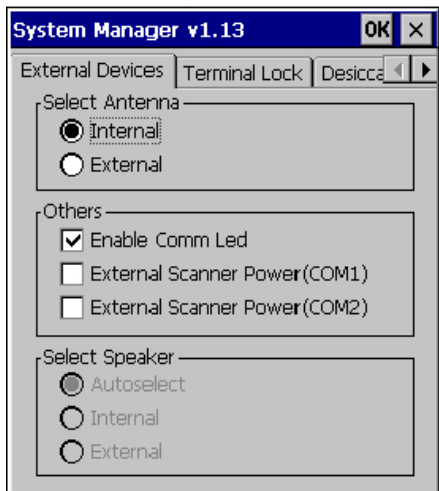 System Manager v1.13 OK ×
External Devices Terminal Lock Desicca
Select Antenna
Internal
External
Others
Enable Comm Led
External Scanner Power(COM1)
External Scanner Power(COM2)
Select Speaker
Autoselect
Internal
External